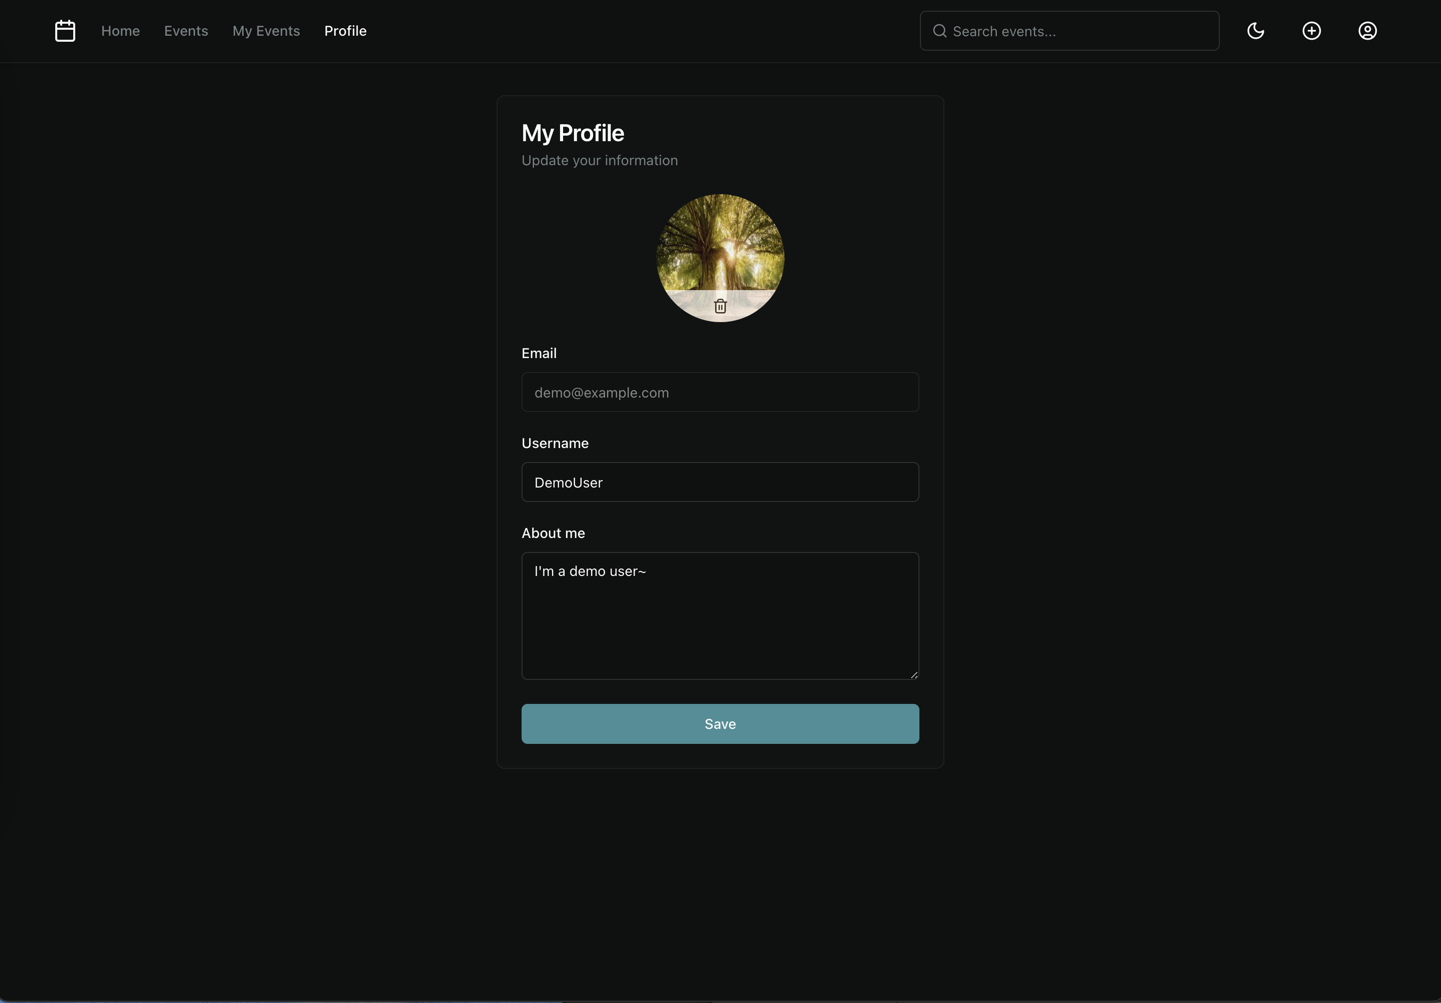 Home
Events
My Events
Profile
Search events...
My Profile
Update your information
Email
demo@example.com
Username
DemoUser
About me
I'm a demo user~
Save